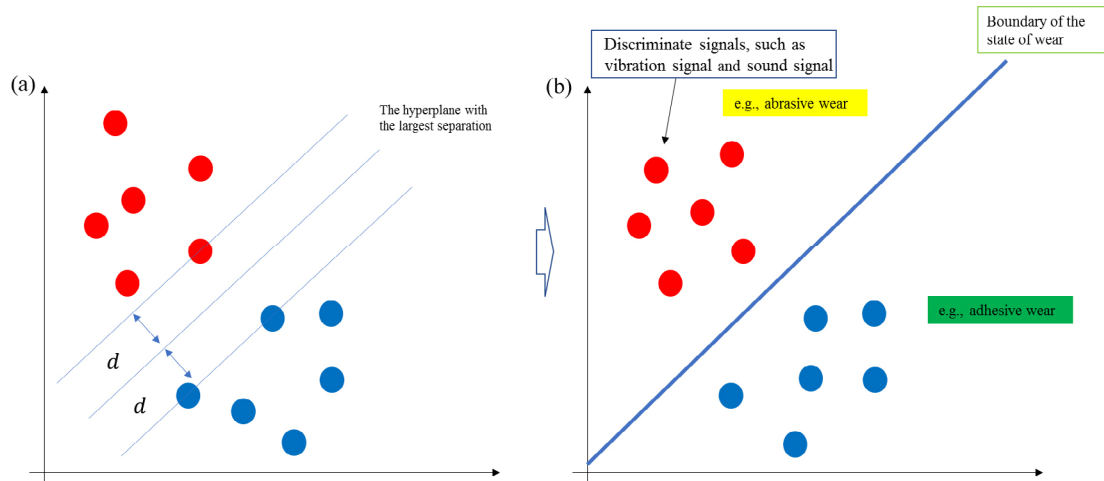 (a)
The hyperplane with
the largest separation
d
d
(b)
Discriminate signals, such as
vibration signal and sound signal
e.g., abrasive wear
Boundary of the
state of wear
e.g., adhesive wear